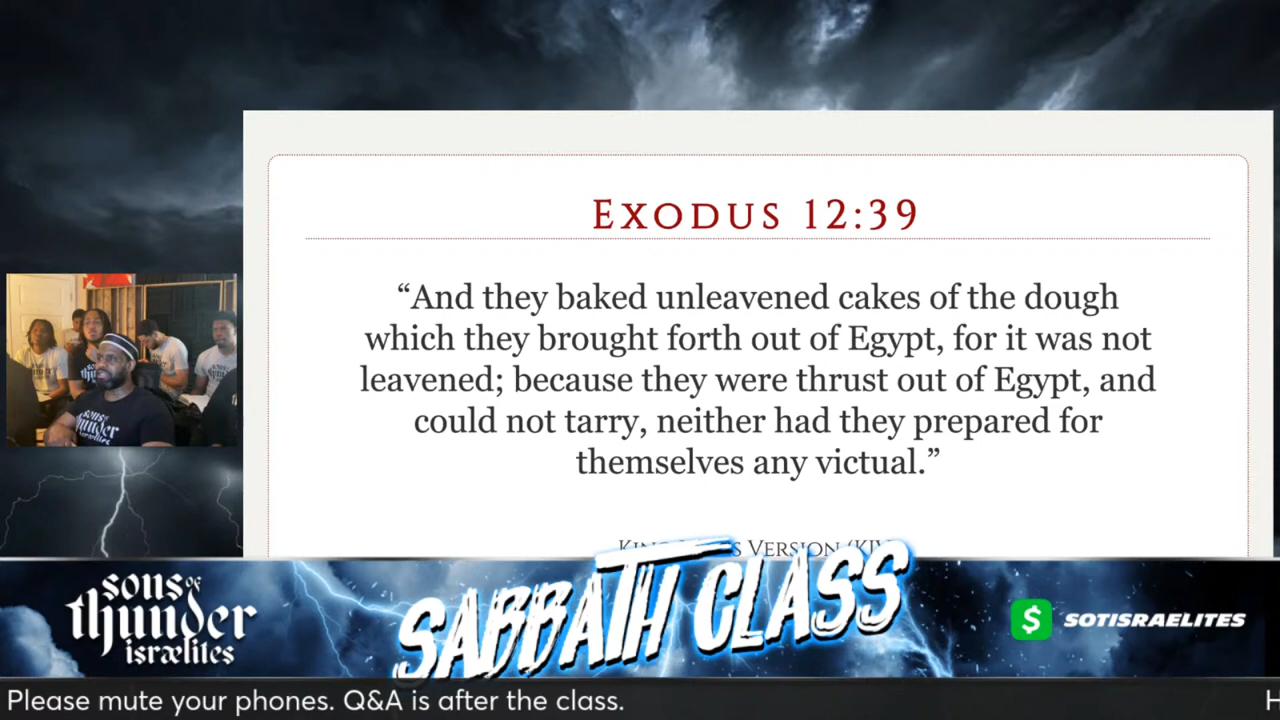 EXODUS 12:39
“And they baked unleavened cakes of the dough
which they brought forth out of Egypt, for it was not
leavened; because they were thrust out of Egypt, and
could not tarry, neither had they prepared for
themselves any victual.”
VERSION
SABBATH CLASS
sons of
thunder
israelites
$ SOTISRAELITES
Please mute your phones. Q&A is after the class.
H